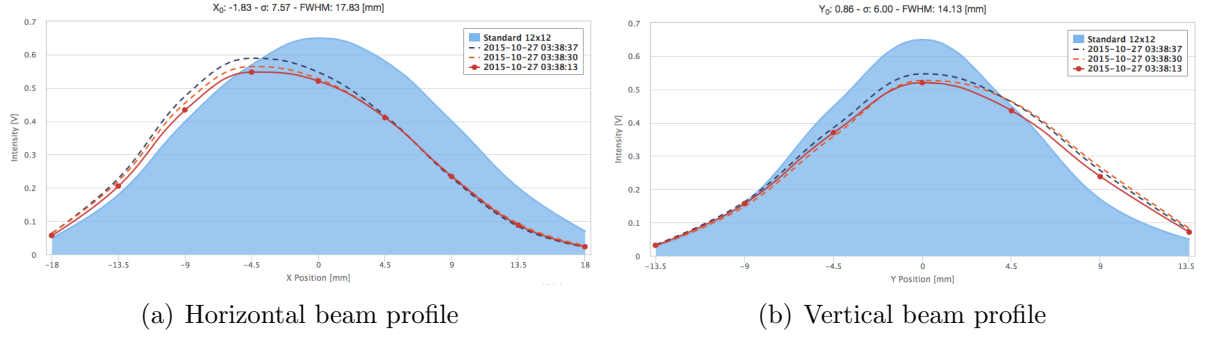 X₀: -1.83 - σ: 7.57 - FWHM: 17.83 [mm]
0.7
0.6
0.5
0.4
0.3
0.2
0.1
0
Intensity [V]
Standard 12x12
2015-10-27 03:38:37
2015-10-27 03:38:30
2015-10-27 03:38:13
-18 -13.5 -9 -4.5 0 4.5 9 13.5 18
X Position [mm]
(a) Horizontal beam profile
Y₀: 0.86 - σ: 6.00 - FWHM: 14.13 [mm]
0.7
0.6
0.5
0.4
0.3
0.2
0.1
0
Intensity [V]
Standard 12x12
2015-10-27 03:38:37
2015-10-27 03:38:30
2015-10-27 03:38:13
-13.5 -9 -4.5 0 4.5 9 13.5
Y Position [mm]
(b) Vertical beam profile